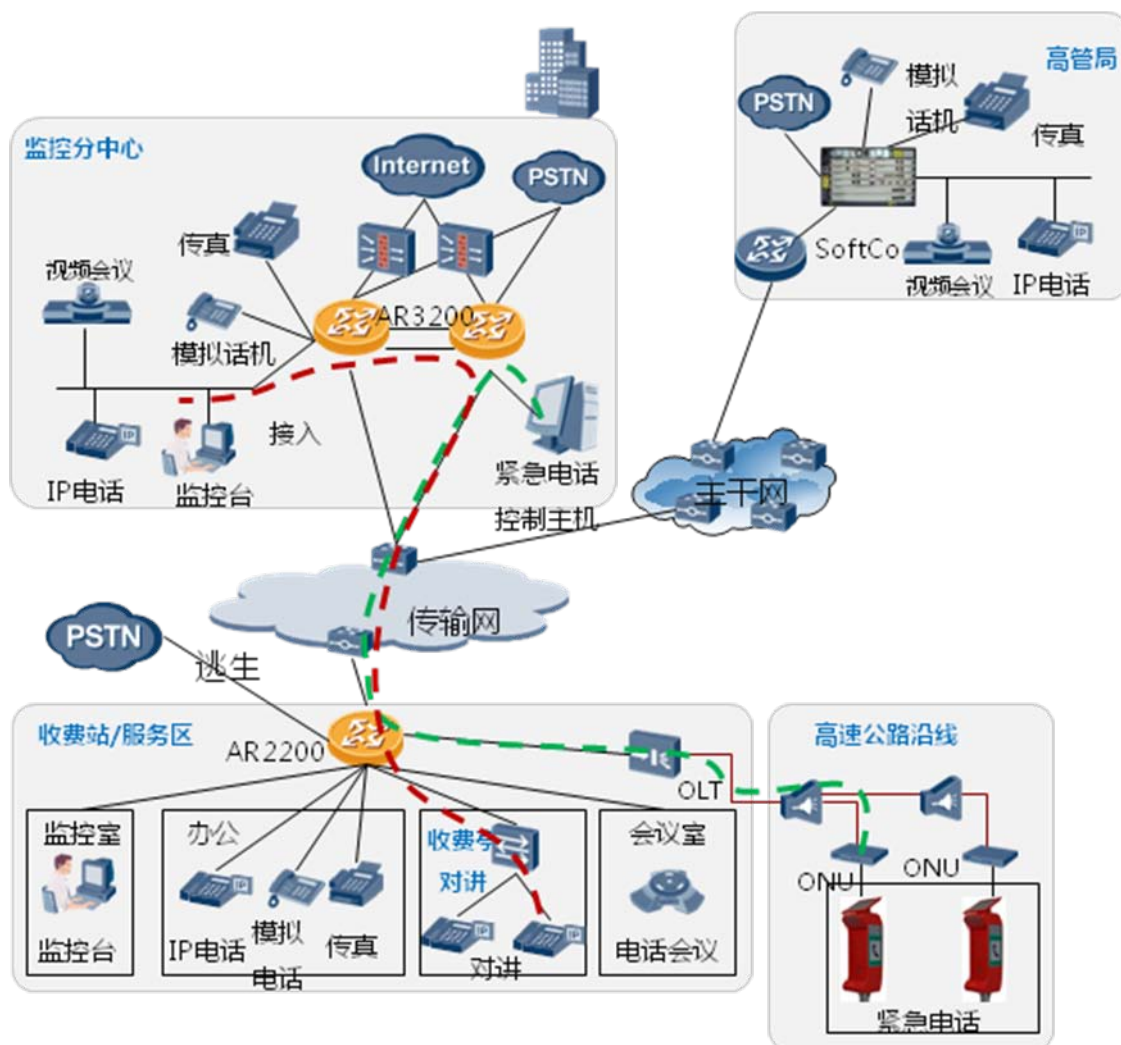 高管局
模拟
话机
PSTN
传真
SoftCo
视频会议
IP电话
监控分中心
Internet
PSTN
传真
视频会议
AR3200
模拟话机
接入
IP电话
监控台
紧急电话
控制主机
主干网
传输网
PSTN
逃生
收费站/服务区
AR2200
OLT
高速公路沿线
ONU
ONU
紧急电话
监控室
监控台
办公
IP电话
模拟
电话
传真
收费亭
对讲
对讲
会议室
电话会议
IP
IP
IP
IP
IP